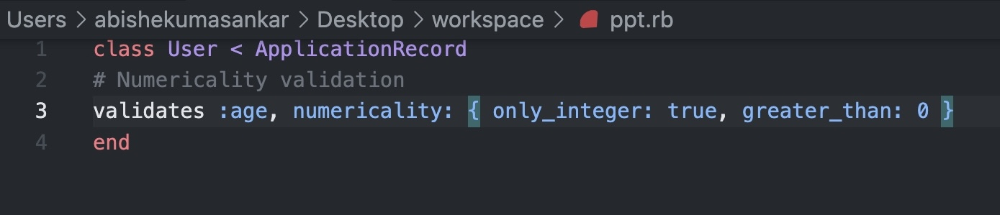 Users > abishekumasankar > Desktop > workspace > ppt.rb
1 class User < ApplicationRecord
2 # Numericality validation
3 validates :age, numericality: { only_integer: true, greater_than: 0 }
4 end